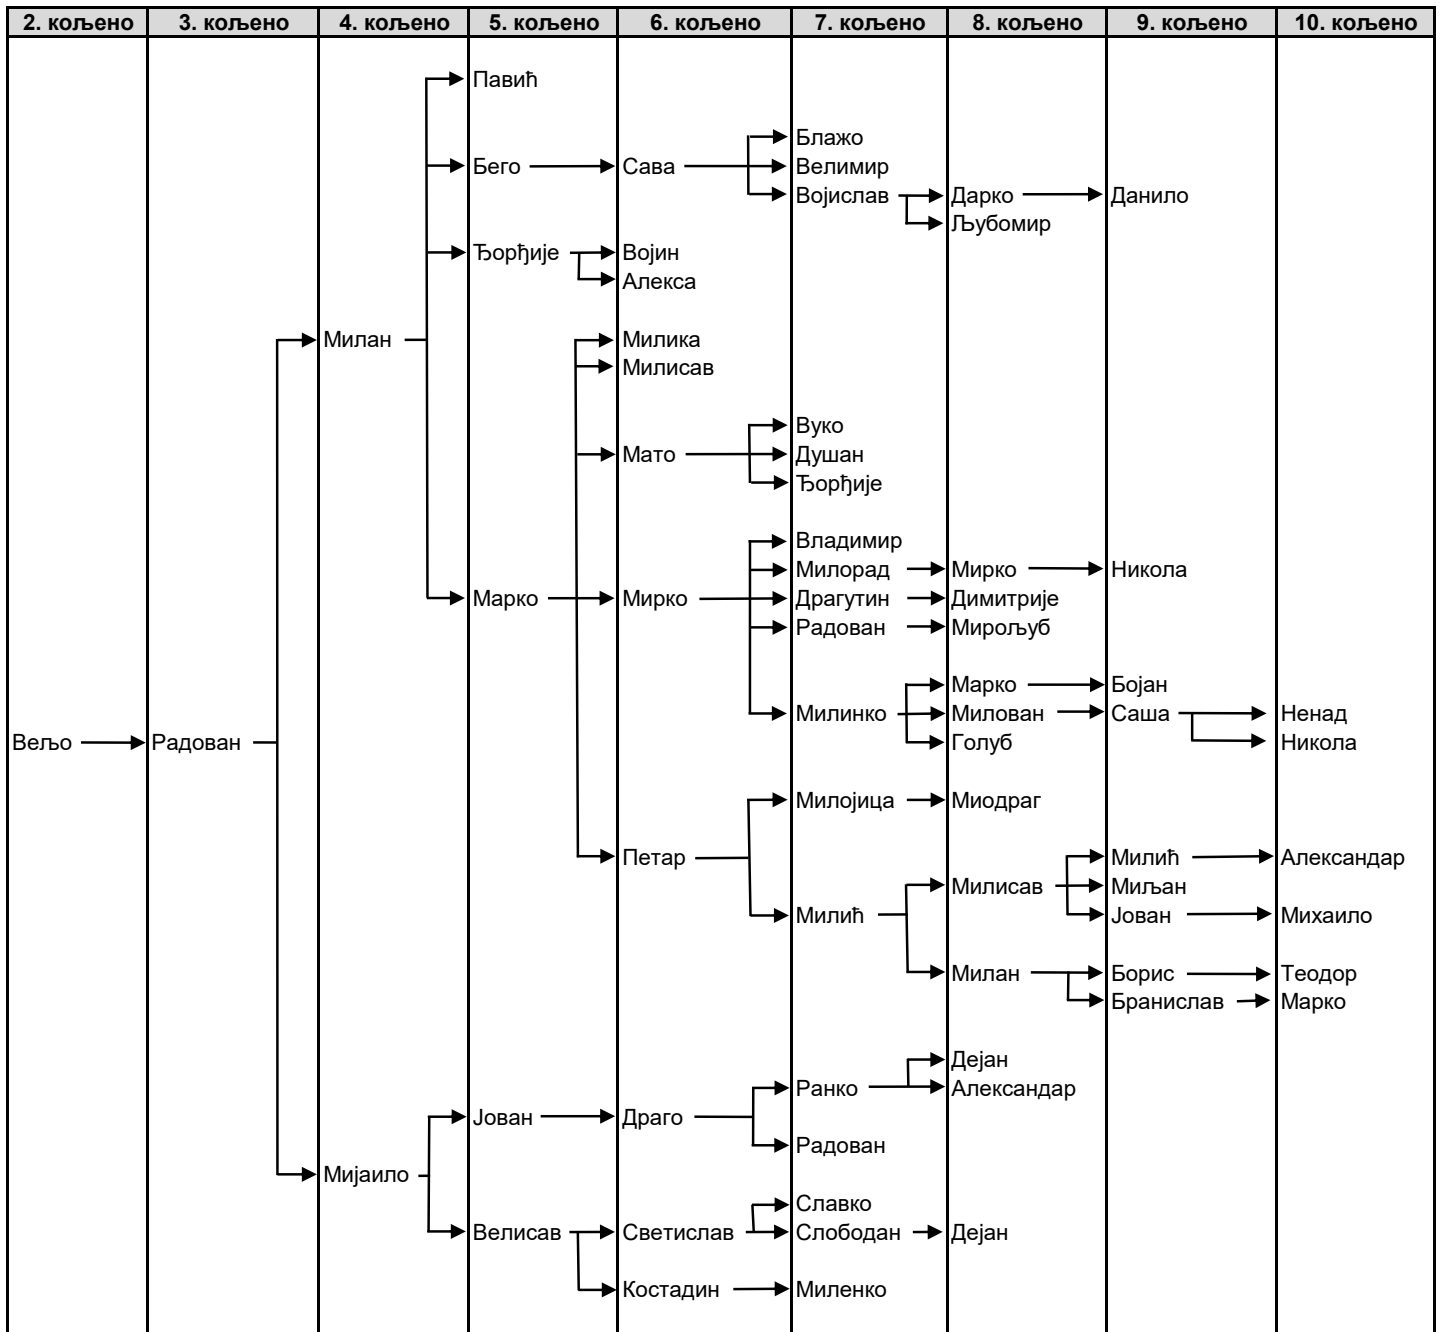 2. кољено 3. кољено 4. кољено 5. кољено 6. кољено 7. кољено 8. кољено 9. кољено 10. кољено
Павић
Блажо
Бего Сава Велимир
Војислав Дарко Данило
Љубомир
Ђорђије Војин
Алекса
Милан Милика
Милисав
Вуко
Мато Душан
Ђорђије
Владимир
Милорад Мирко Никола
Марко Мирко Драгутин Димитрије
Радован Мирољуб
Марко Бојан
Милинко Милован Саша Ненад
Вељо Радован Голуб Никола
Милојица Миодраг
Петар Милић Александар
Милисав Миљан
Милић Јован Михаило
Милан Борис Теодор
Бранислав Марко
Дејан
Ранко Александар
Јован Драго
Радован
Мијаило
Славко
Велисав Светислав Слободан Дејан
Костадин Миленко